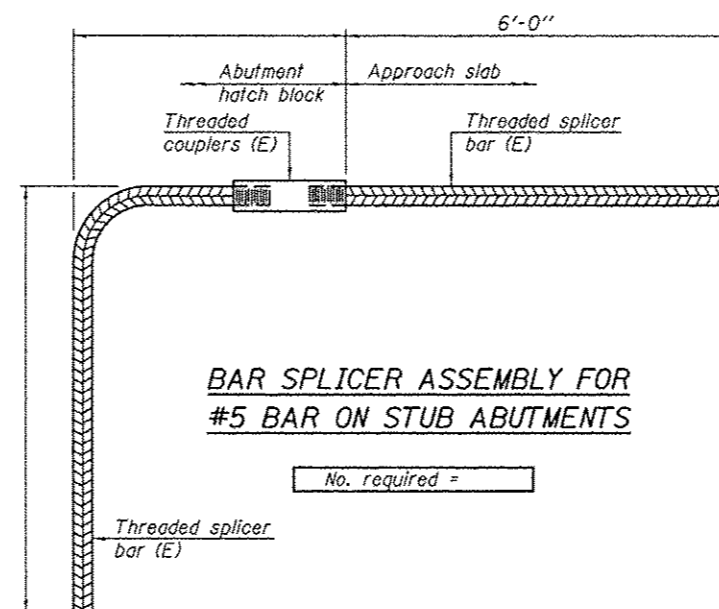 6'-0"
Abutment
hatch block
Approach slab
Threaded
couplers (E)
Threaded splicer
bar (E)
BAR SPLICER ASSEMBLY FOR
#5 BAR ON STUB ABUTMENTS
No. required =
Threaded splicer
bar (E)